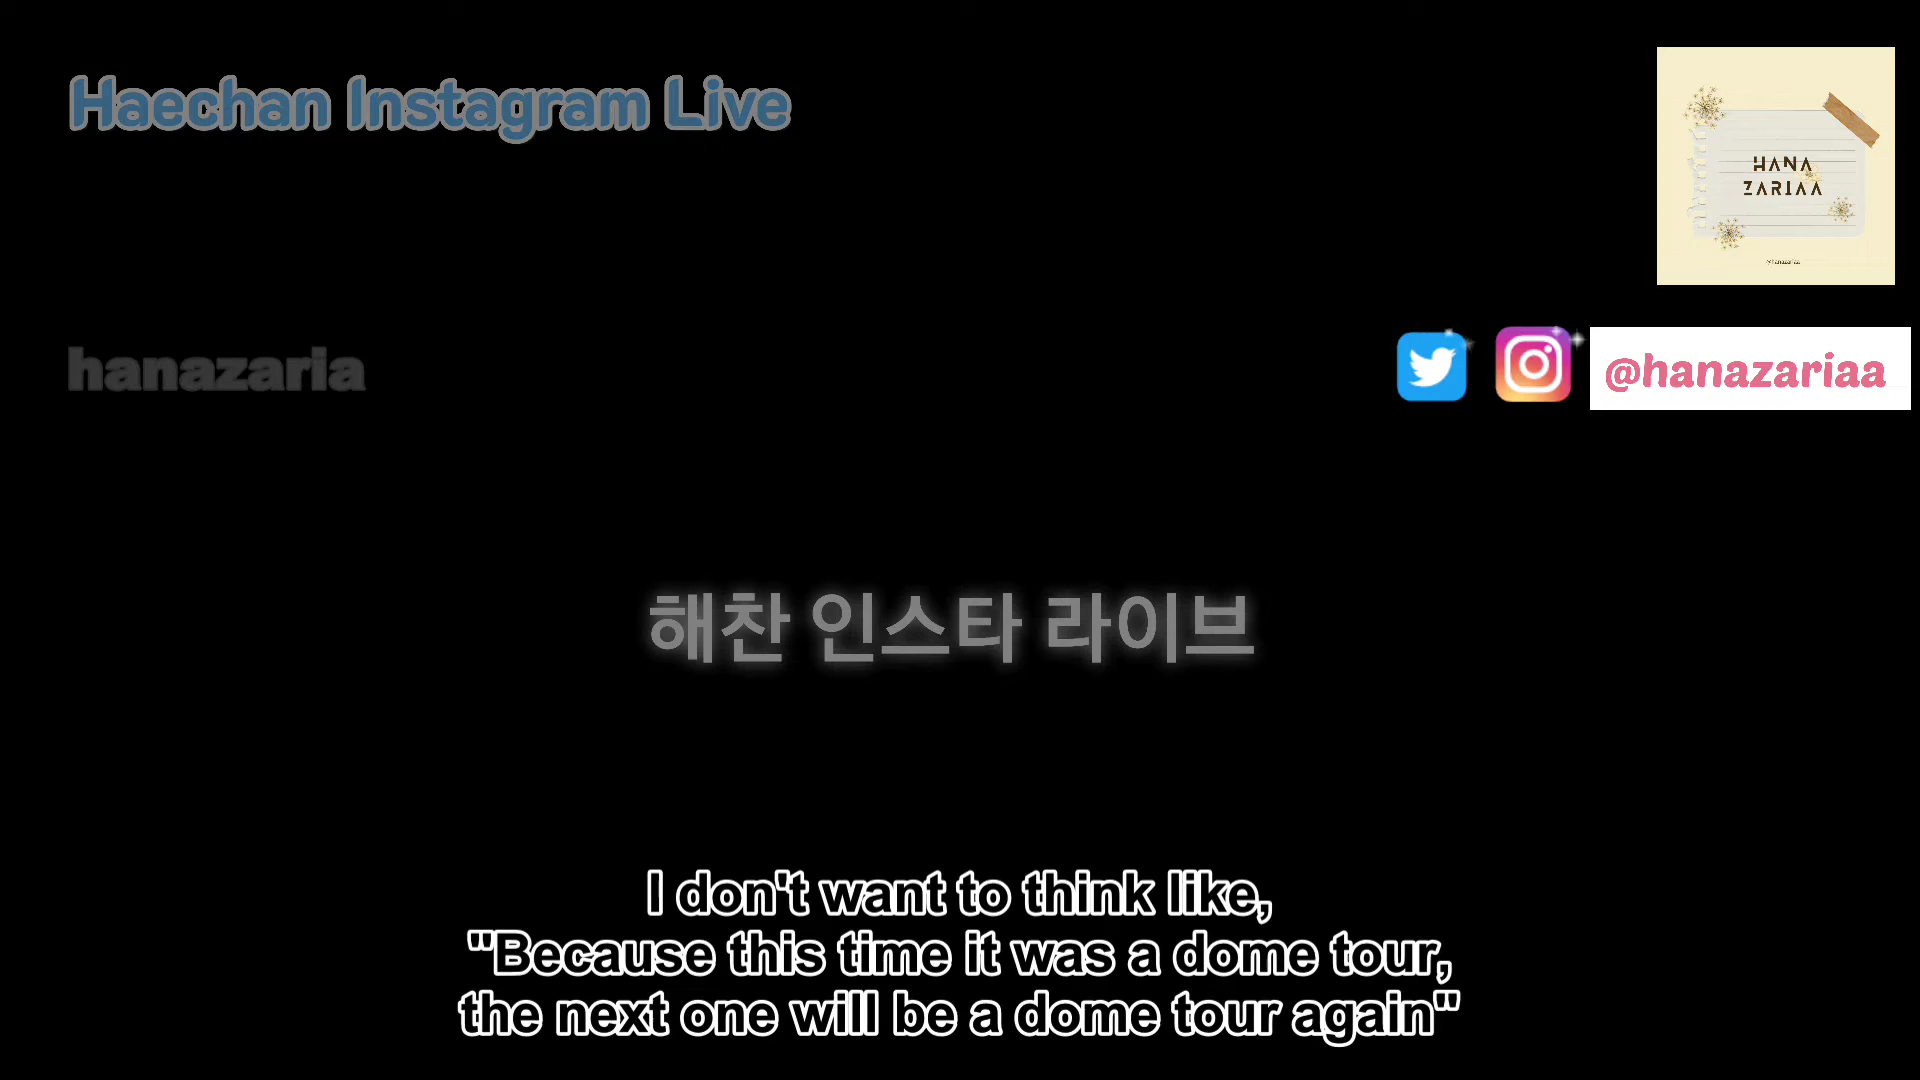 Haechan Instagram Live
HANA
ZARIAA
@hanazariaa
hanazaria
@hanazariaa
해찬 인스타 라이브
I don't want to think like,
"Because this time it was a dome tour,
the next one will be a dome tour again"